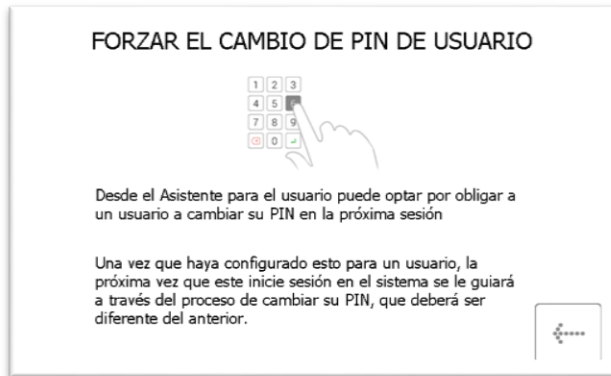 FORZAR EL CAMBIO DE PIN DE USUARIO
1 2 3
4 5
7 8 9
0
Desde el Asistente para el usuario puede optar por obligar a
un usuario a cambiar su PIN en la próxima sesión
Una vez que haya configurado esto para un usuario, la
próxima vez que este inicie sesión en el sistema se le guiará
a través del proceso de cambiar su PIN, que deberá ser
diferente del anterior.